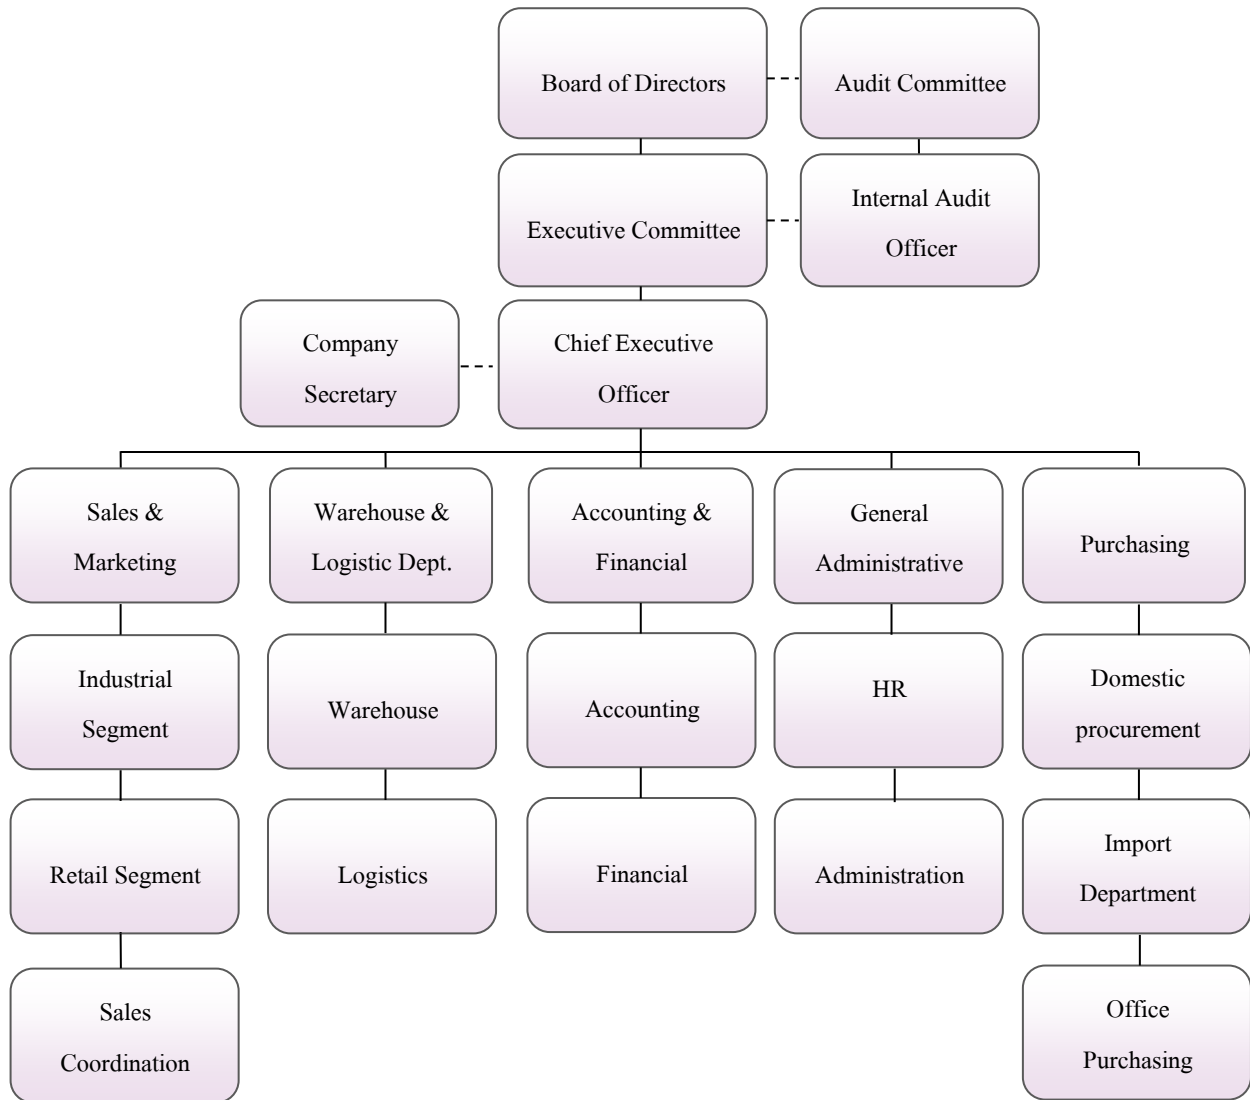 Board of Directors
Audit Committee
Executive Committee
Internal Audit
Officer
Company
Secretary
Chief Executive
Officer
Sales &
Marketing
Warehouse &
Logistic Dept.
Accounting &
Financial
General
Administrative
Purchasing
Industrial
Segment
Warehouse
Accounting
HR
Domestic
procurement
Retail Segment
Logistics
Financial
Administration
Import
Department
Sales
Coordination
Office
Purchasing